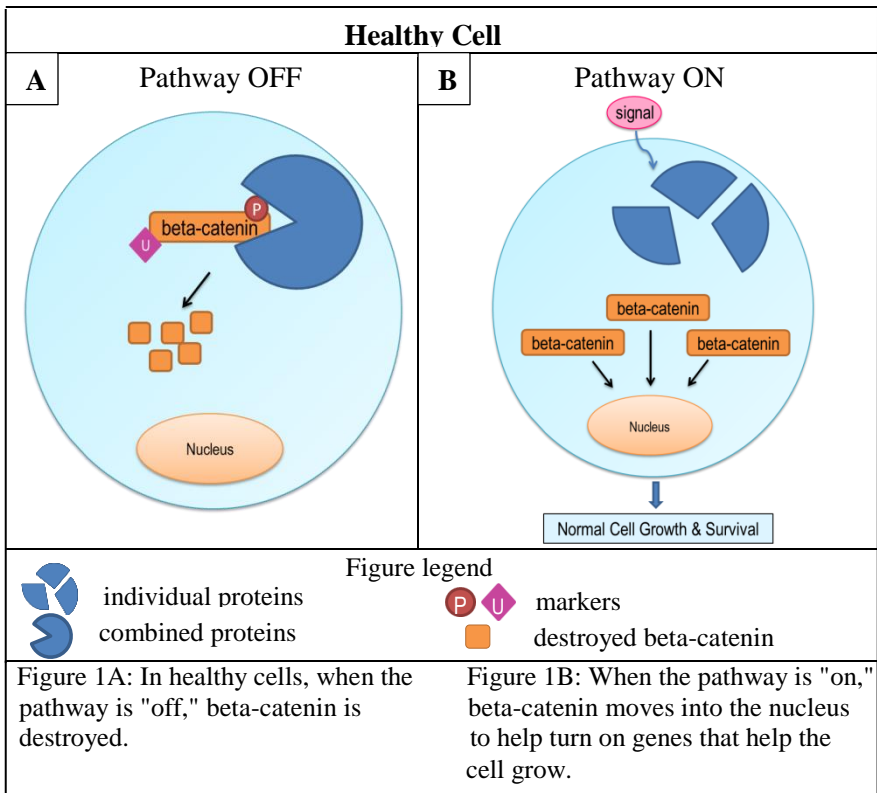 Healthy Cell
A
Pathway OFF
P
beta-catenin
U
Nucleus
B
Pathway ON
signal
beta-catenin
beta-catenin
beta-catenin
Nucleus
Normal Cell Growth & Survival
Figure legend
individual proteins
combined proteins
P U markers
destroyed beta-catenin
Figure 1A: In healthy cells, when the
pathway is "off," beta-catenin is
destroyed.
Figure 1B: When the pathway is "on,"
beta-catenin moves into the nucleus
to help turn on genes that help the
cell grow.